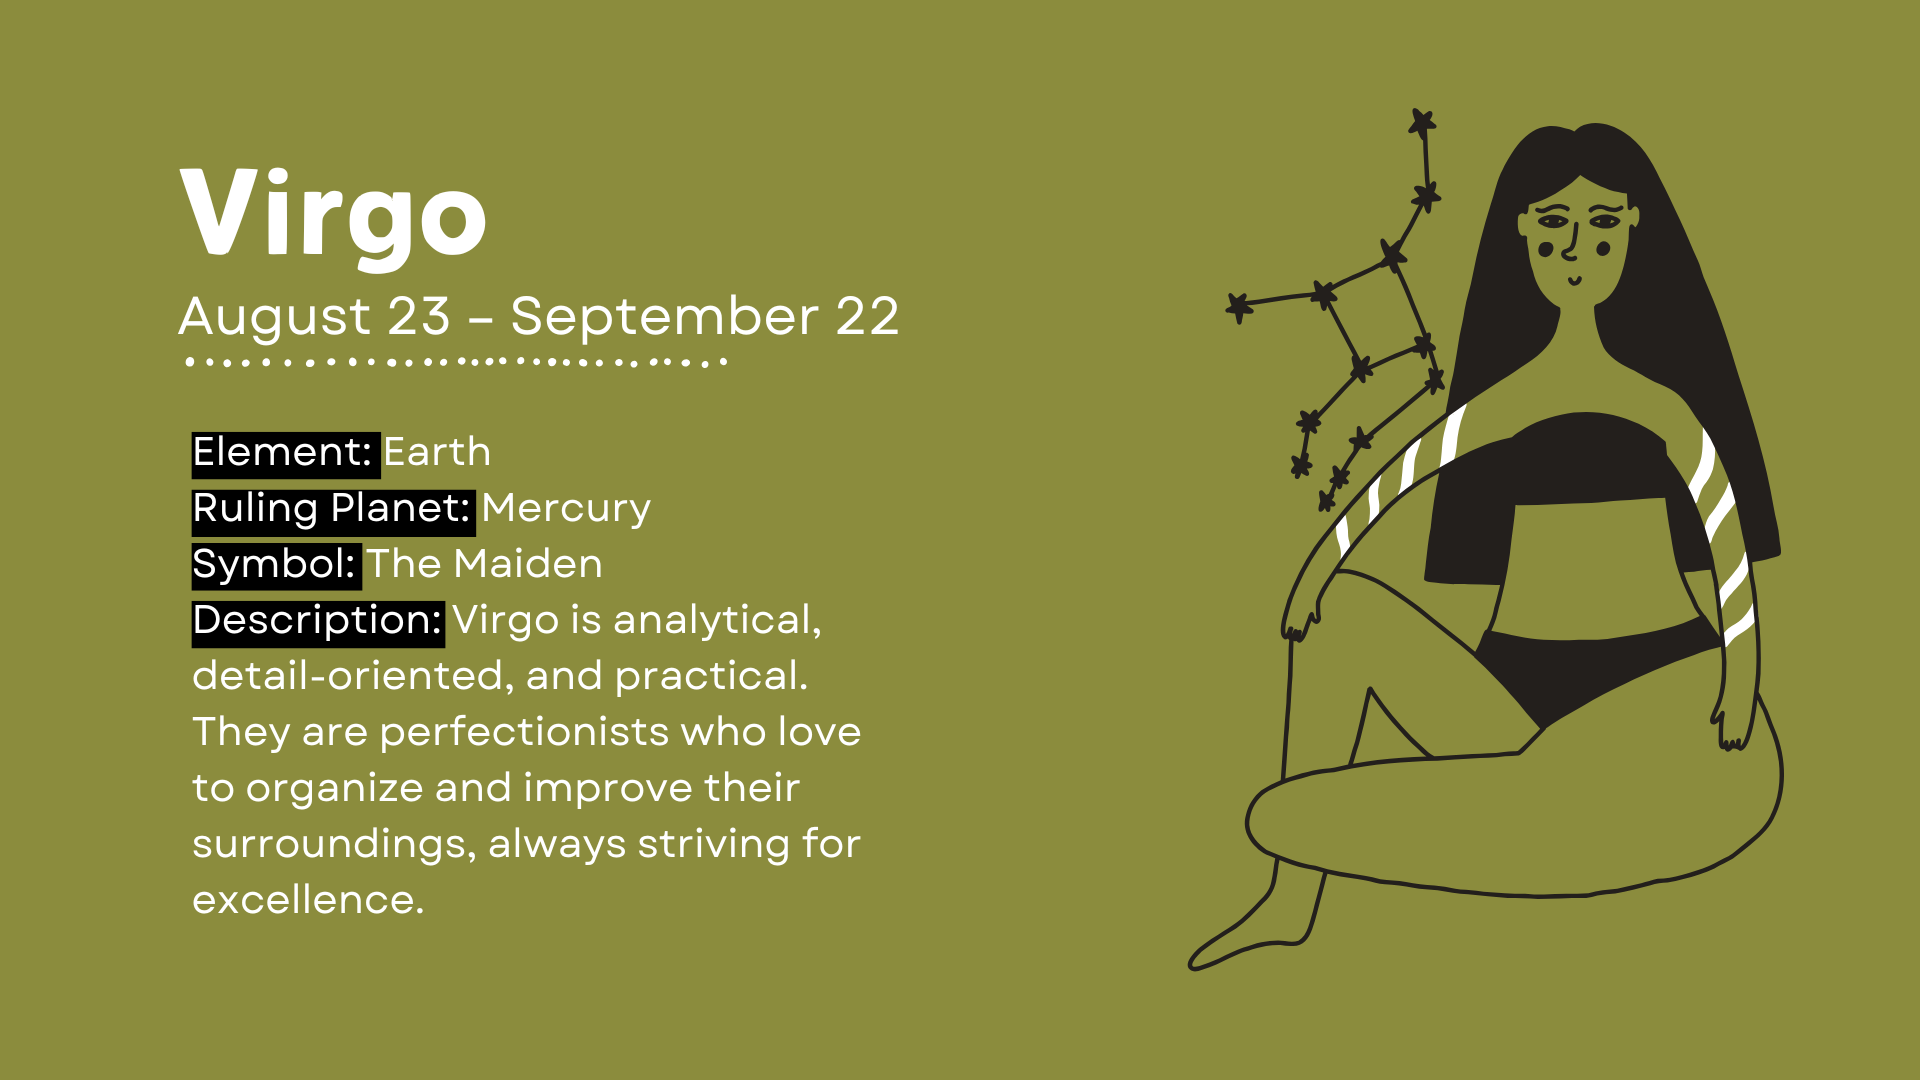 Virgo
August 23 – September 22
Element: Earth
Ruling Planet: Mercury
Symbol: The Maiden
Description: Virgo is analytical,
detail-oriented, and practical.
They are perfectionists who love
to organize and improve their
surroundings, always striving for
excellence.